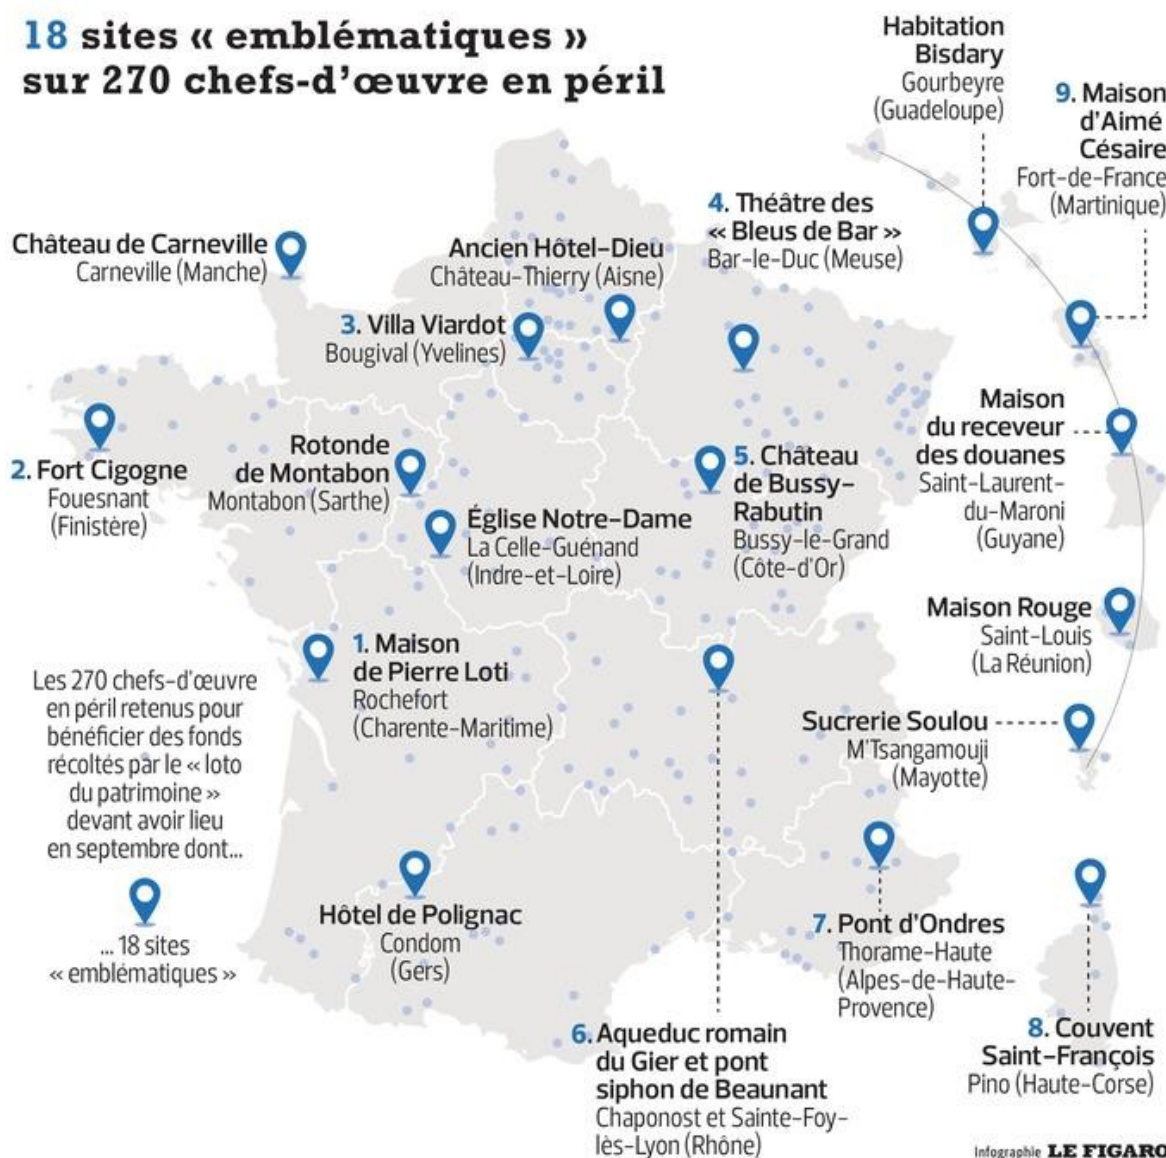 18 sites « emblématiques »
sur 270 chefs-d'œuvre en péril
Habitation
Bisdary
Gourbeyre
(Guadeloupe)
9. Maison
d'Aimé
Césaire
Fort-de-France
(Martinique)
4. Théâtre des
« Bleus de Bar »
Bar-le-Duc (Meuse)
Château de Carneville
Carneville (Manche)
Ancien Hôtel-Dieu
Château-Thierry (Aisne)
3. Villa Viardot
Bougival (Yvelines)
Maison
du receveur
des douanes
Saint-Laurent-
du-Maroni
(Guyane)
2. Fort Cigogne
Fouesnant
(Finistère)
Rotonde
de Montabon
Montabon (Sarthe)
5. Château
de Bussy-
Rabutin
Bussy-le-Grand
(Côte-d'Or)
Église Notre-Dame
La Celle-Guénand
(Indre-et-Loire)
Maison Rouge
Saint-Louis
(La Réunion)
1. Maison
de Pierre Loti
Rochefort
(Charente-Maritime)
Les 270 chefs-d'œuvre
en péril retenus pour
bénéficier des fonds
récoltés par le « loto
du patrimoine »
devant avoir lieu
en septembre dont...
... 18 sites
« emblématiques »
Sucrerie Soulou
M'Tsangamouji
(Mayotte)
Hôtel de Polignac
Condom
(Gers)
7. Pont d'Ondres
Thorame-Haute
(Alpes-de-Haute-
Provence)
6. Aqueduc romain
du Gier et pont
siphon de Beaunant
Chaponost et Sainte-Foy-
lès-Lyon (Rhône)
8. Couvent
Saint-François
Pino (Haute-Corse)
Infographie LE FIGARO